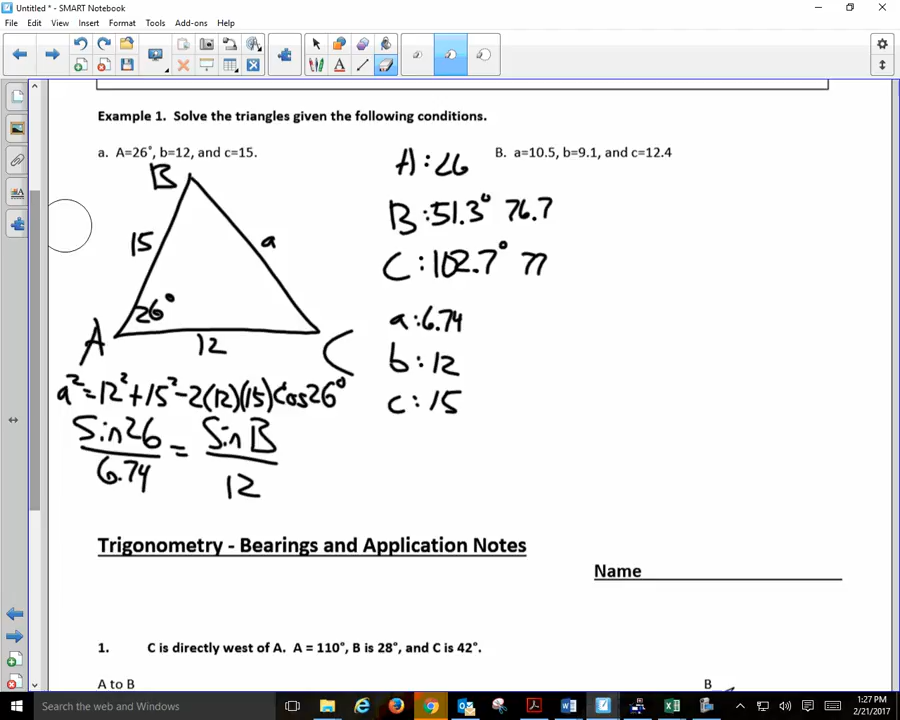 Untitled * - SMART Notebook
File Edit View Insert Format Tools Add-ons Help
Example 1. Solve the triangles given the following conditions.
a. A=26°, b=12, and c=15.
B. a=10.5, b=9.1, and c=12.4
B
15
a
26°
A
12
C
A:26
B:51.3° 76.7
C:102.7° 77
a:6.74
b:12
c:15
a²=12²+15²-2(12)(15)Cos26°
Sin26 = Sin B
6.74 12
Trigonometry - Bearings and Application Notes
Name
1. C is directly west of A. A = 110°, B is 28°, and C is 42°.
A to B
B
Search the web and Windows
1:27 PM
2/21/2017